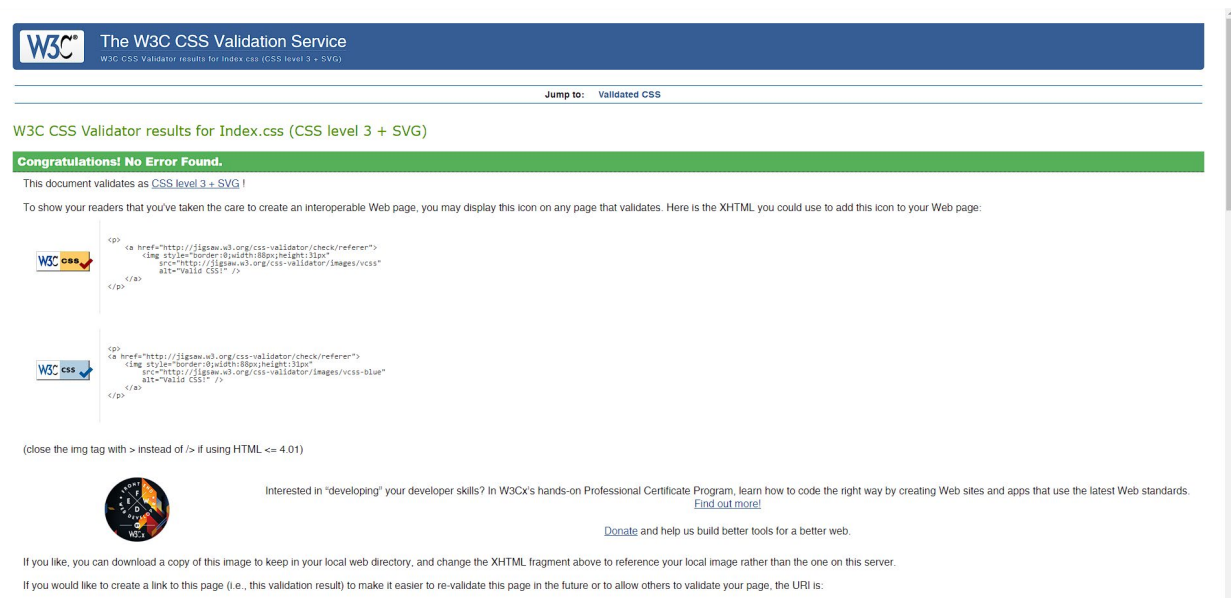 W3C®
The W3C CSS Validation Service
W3C CSS Validator results for Index.css (CSS level 3 + SVG)
Jump to: Validated CSS
W3C CSS Validator results for Index.css (CSS level 3 + SVG)
Congratulations! No Error Found.
This document validates as CSS level 3 + SVG !
To show your readers that you've taken the care to create an interoperable Web page, you may display this icon on any page that validates. Here is the XHTML you could use to add this icon to your Web page:
W3C css
<p>
<a href="http://jigsaw.w3.org/css-validator/check/referer">
<img style="border:0;width:88px;height:31px"
src="http://jigsaw.w3.org/css-validator/images/vcss"
alt="Valid CSS!" />
</a>
</p>
W3C css
<p>
<a href="http://jigsaw.w3.org/css-validator/check/referer">
<img style="border:0;width:88px;height:31px"
src="http://jigsaw.w3.org/css-validator/images/vcss-blue"
alt="Valid CSS!" />
</a>
</p>
(close the img tag with > instead of /> if using HTML <= 4.01)
FRONT END
WEB DEVELOPER
F
E W
D
W3Cx
Interested in "developing" your developer skills? In W3Cx's hands-on Professional Certificate Program, learn how to code the right way by creating Web sites and apps that use the latest Web standards.
Find out more!
Donate and help us build better tools for a better web.
If you like, you can download a copy of this image to keep in your local web directory, and change the XHTML fragment above to reference your local image rather than the one on this server.
If you would like to create a link to this page (i.e., this validation result) to make it easier to re-validate this page in the future or to allow others to validate your page, the URI is: